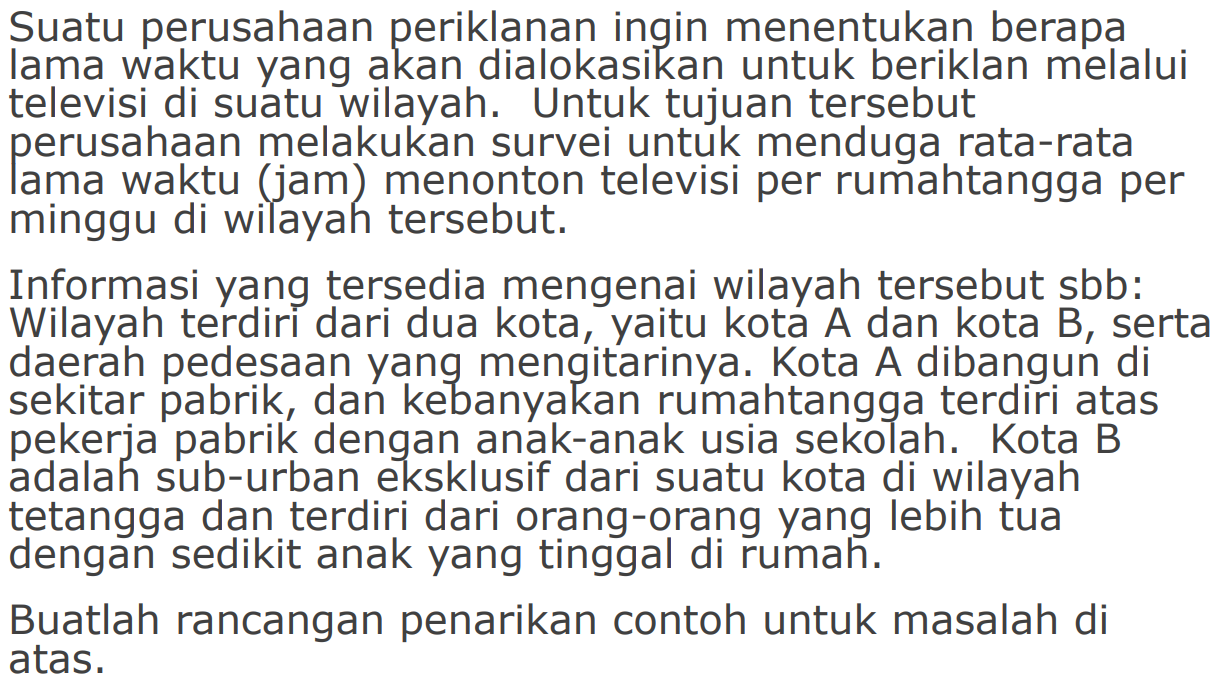 Suatu perusahaan periklanan ingin menentukan berapa
lama waktu yang akan dialokasikan untuk beriklan melalui
televisi di suatu wilayah.  Untuk tujuan tersebut
perusahaan melakukan survei untuk menduga rata-rata
lama waktu (jam) menonton televisi per rumahtangga per
minggu di wilayah tersebut.
Informasi yang tersedia mengenai wilayah tersebut sbb:
Wilayah terdiri dari dua kota, yaitu kota A dan kota B, serta
daerah pedesaan yang mengitarinya. Kota A dibangun di
sekitar pabrik, dan kebanyakan rumahtangga terdiri atas
pekerja pabrik dengan anak-anak usia sekolah.  Kota B
adalah sub-urban eksklusif dari suatu kota di wilayah
tetangga dan terdiri dari orang-orang yang lebih tua
dengan sedikit anak yang tinggal di rumah.
Buatlah rancangan penarikan contoh untuk masalah di
atas.